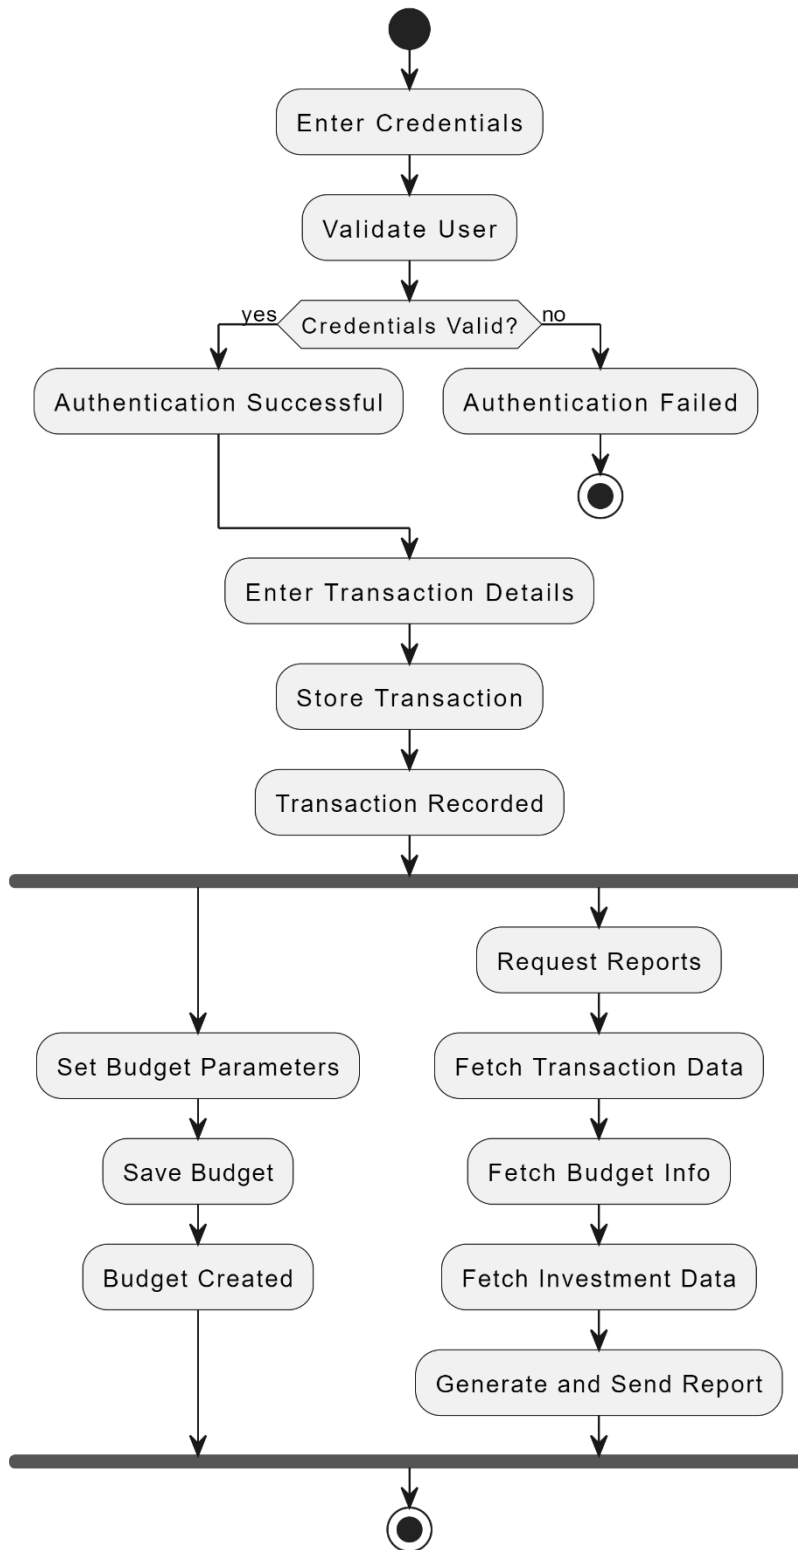 Enter Credentials
Validate User
yes
Credentials Valid?
no
Authentication Successful
Authentication Failed
Enter Transaction Details
Store Transaction
Transaction Recorded
Request Reports
Set Budget Parameters
Fetch Transaction Data
Save Budget
Fetch Budget Info
Budget Created
Fetch Investment Data
Generate and Send Report